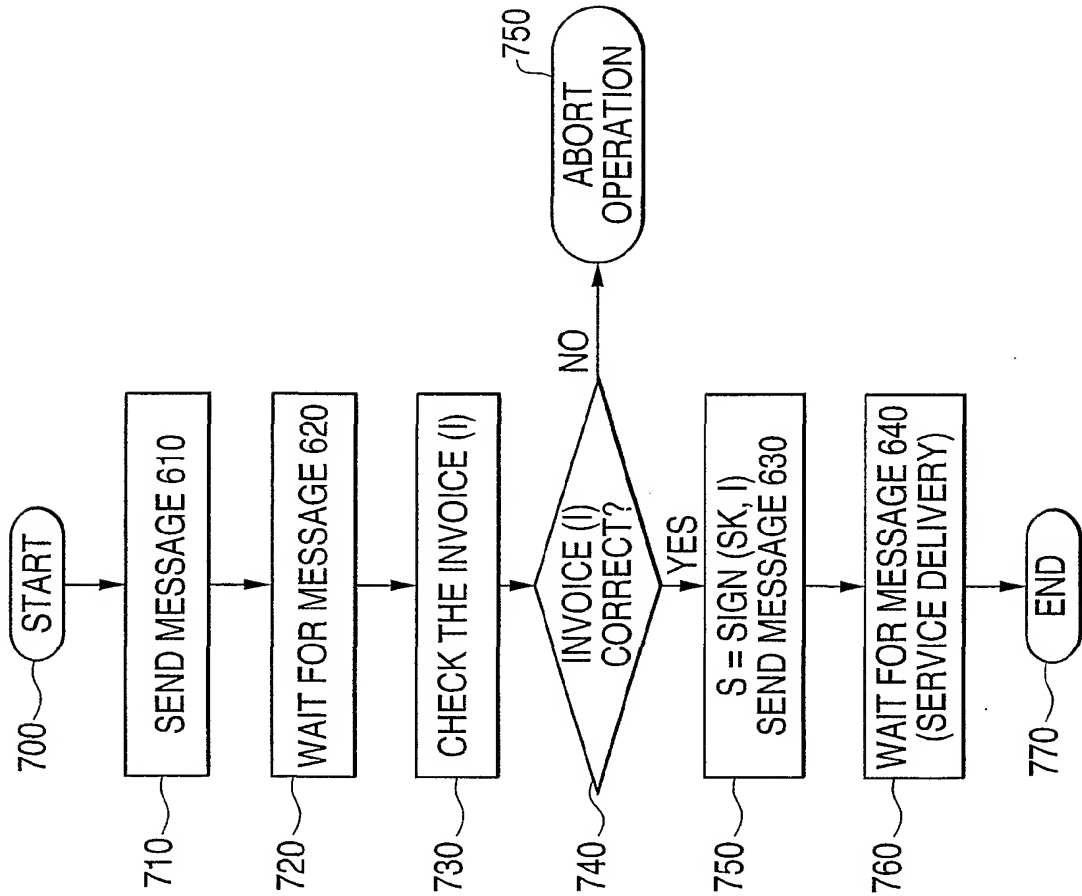 700
START
710
SEND MESSAGE 610
720
WAIT FOR MESSAGE 620
730
CHECK THE INVOICE (I)
740
INVOICE (I)
CORRECT?
NO
750
ABORT
OPERATION
YES
750
S = SIGN (SK, I)
SEND MESSAGE 630
760
WAIT FOR MESSAGE 640
(SERVICE DELIVERY)
770
END